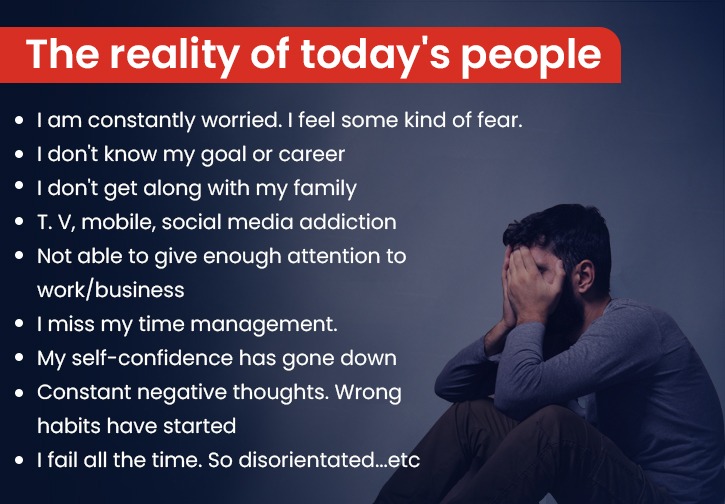 The reality of today's people
• I am constantly worried. I feel some kind of fear.
• I don't know my goal or career
• I don't get along with my family
• T. V, mobile, social media addiction
• Not able to give enough attention to
work/business
• I miss my time management.
• My self-confidence has gone down
• Constant negative thoughts. Wrong
habits have started
• I fail all the time. So disorientated...etc